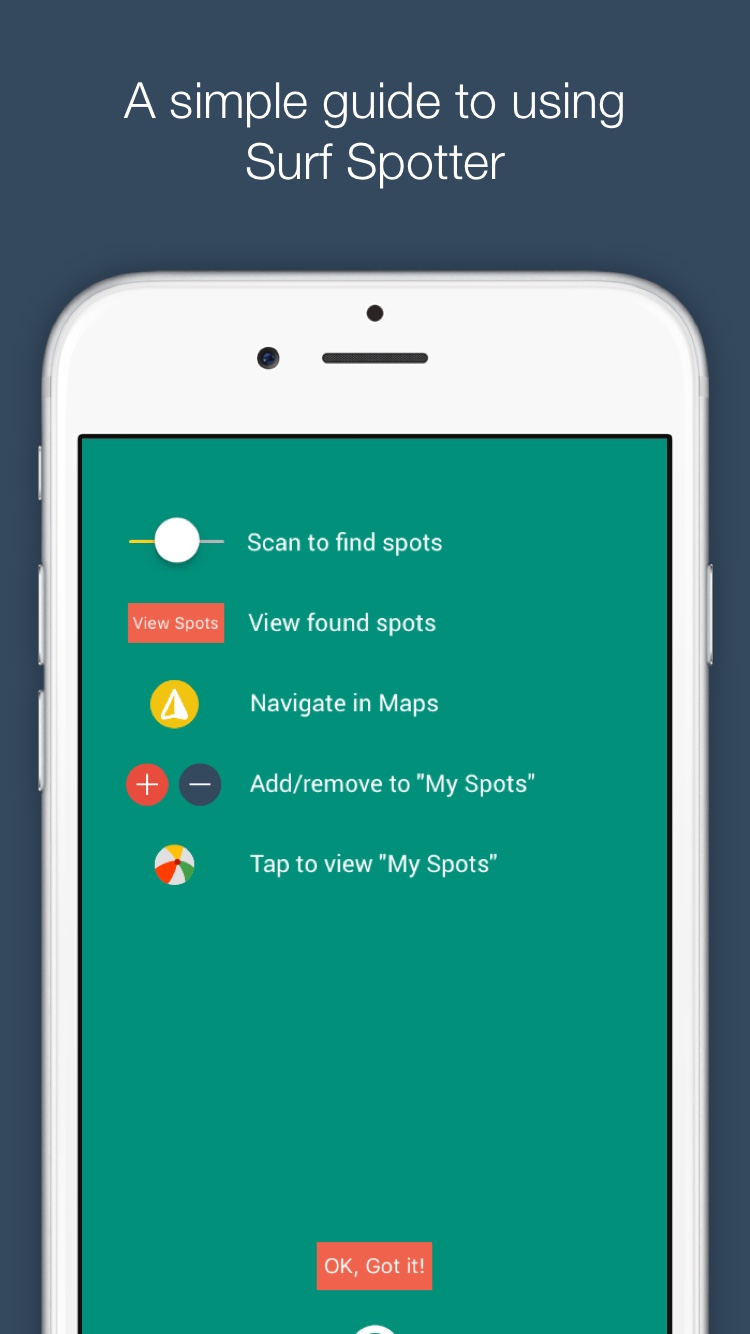 A simple guide to using
Surf Spotter
Scan to find spots
View Spots View found spots
Navigate in Maps
Add/remove to "My Spots"
Tap to view "My Spots"
OK, Got it!